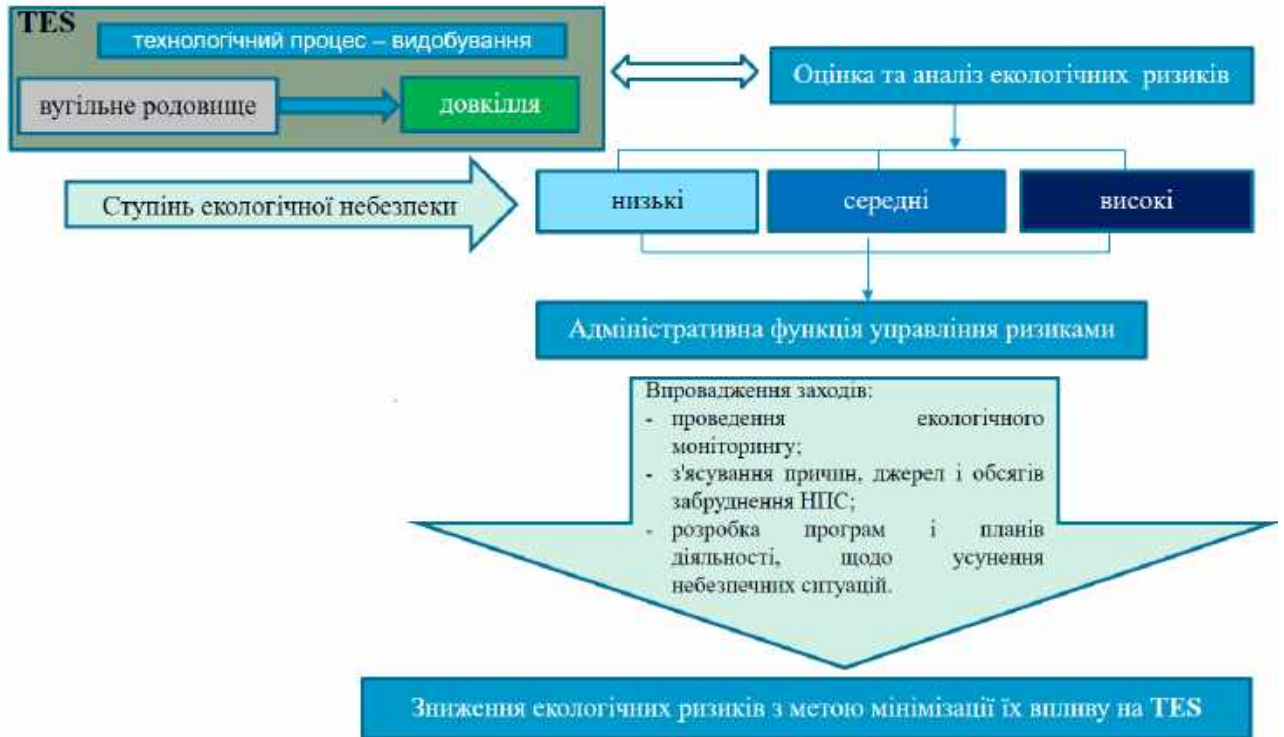 TES
технологічний процес – видобування
вугільне родовище
довкілля
Оцінка та аналіз екологічних ризиків
Ступінь екологічної небезпеки
низькі
середні
високі
Адміністративна функція управління ризиками
Впровадження заходів:
- проведення екологічного
моніторингу;
- з'ясування причин, джерел і обсягів
забруднення НПС;
- розробка програм і планів
діяльності, щодо усунення
небезпечних ситуацій.
Зниження екологічних ризиків з метою мінімізації їх впливу на TES